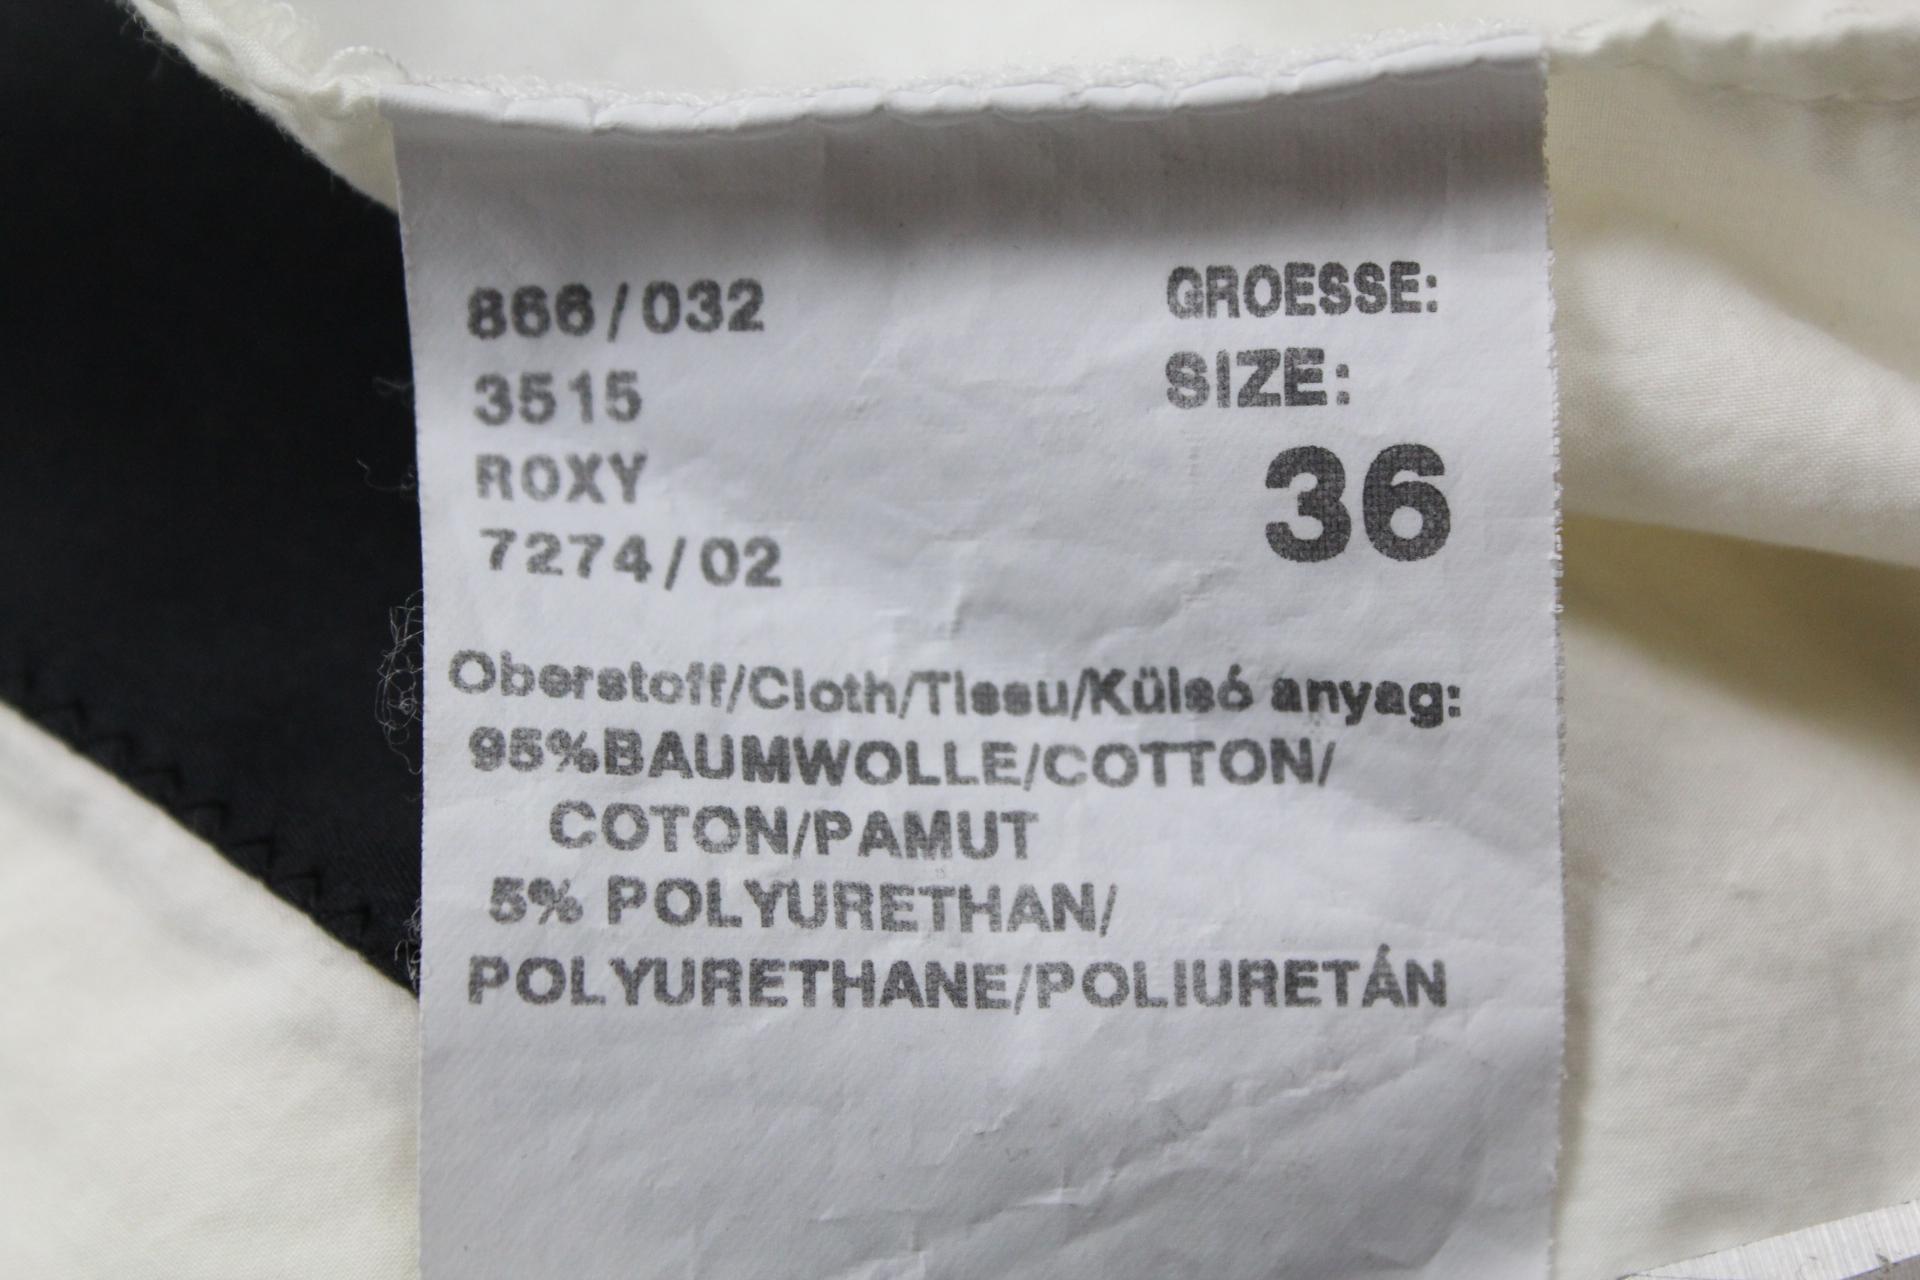 866/032
3515
ROXY
7274/02
GROESSE:
SIZE:
36
Oberstoff/Cloth/Tissu/Külsó anyag:
95%BAUMWOLLE/COTTON/
COTON/PAMUT
5% POLYURETHAN/
POLYURETHANE/POLIURETÁN